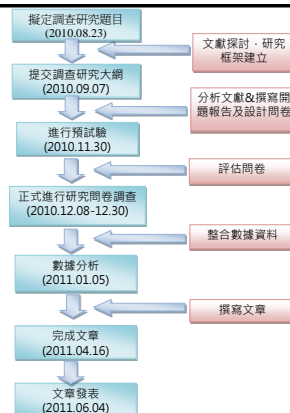 擬定調查研究題目
(2010.08.23)
文獻探討，研究
框架建立
提交調查研究大綱
(2010.09.07)
分析文獻&撰寫開
題報告及設計問卷
進行預試驗
(2010.11.30)
評估問卷
正式進行研究問卷調查
(2010.12.08-12.30)
整合數據資料
數據分析
(2011.01.05)
撰寫文章
完成文章
(2011.04.16)
文章發表
(2011.06.04)